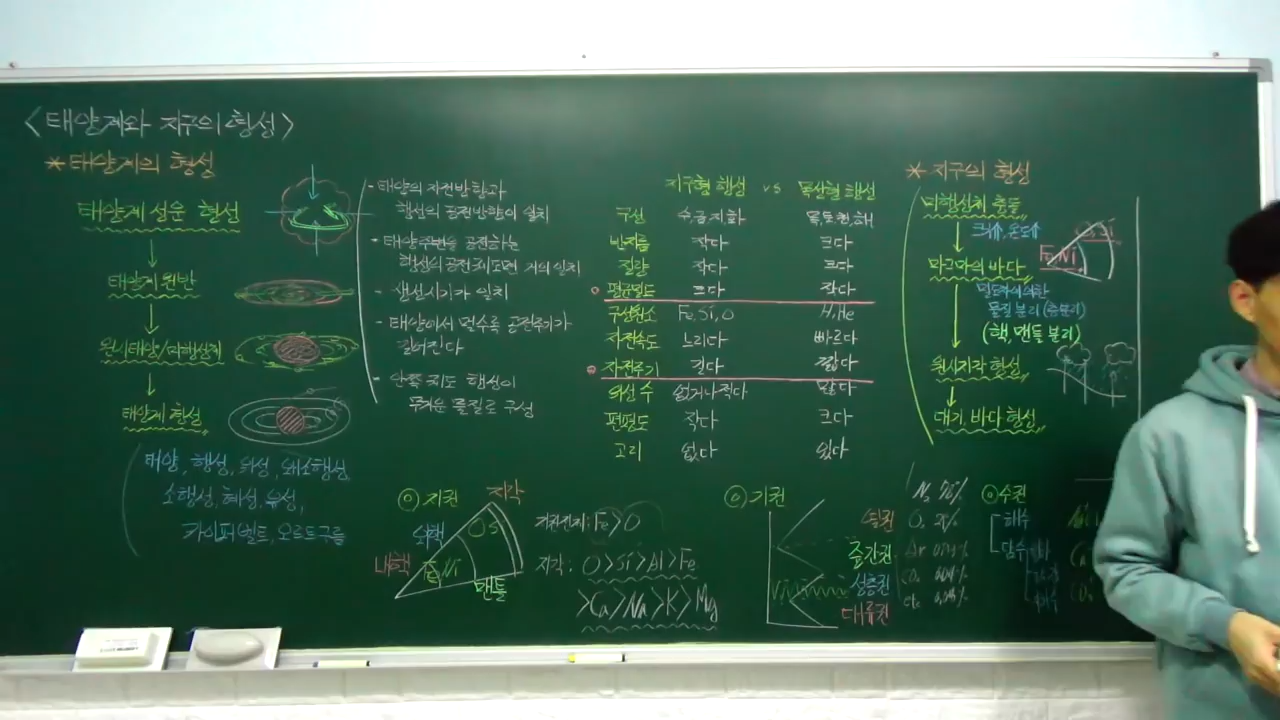 <태양계와 지구의 형성>
* 태양계의 형성
태양계 성운 형성
태양계 원반
원시태양/미행성체
태양계 형성
태양, 행성, 위성, 왜소행성,
소행성, 혜성, 유성,
카이퍼벨트, 오르트구름
- 태양의 자전방향과
행성의 공전방향이 일치
- 태양주변을 공전하는
행성의 공전궤도면 거의 일치
- 생성시기가 일치
- 태양에서 멀수록 공전주기가
길어진다
- 안쪽 궤도 행성이
무거운 물질로 구성
지구형 행성 vs 목성형 행성
구분 수금지화 목토천해
반지름 작다 크다
질량 작다 크다
평균밀도 크다 작다
구성원소 Fe, Si, O H, He
자전속도 느리다 빠르다
자전주기 길다 짧다
위성 수 없거나 적다 많다
편평도 작다 크다
고리 없다 있다
* 지구의 형성
미행성체 충돌
크기↑, 온도↑
마그마의 바다
Fe, Ni
밀도차에 의한
물질 분리 (층분리)
(핵, 맨틀 분리)
원시지각 형성
대기, 바다 형성
◎ 지권
지각
외핵
내핵
맨틀
Fe Ni
지권전체: Fe>O
지각: O>Si>Al>Fe
>Ca>Na>K>Mg
◎ 기권
열권
중간권
성층권
대류권
N₂ 78%
O₂ 21%
Ar
CO₂
etc
◎ 수권
해수
담수